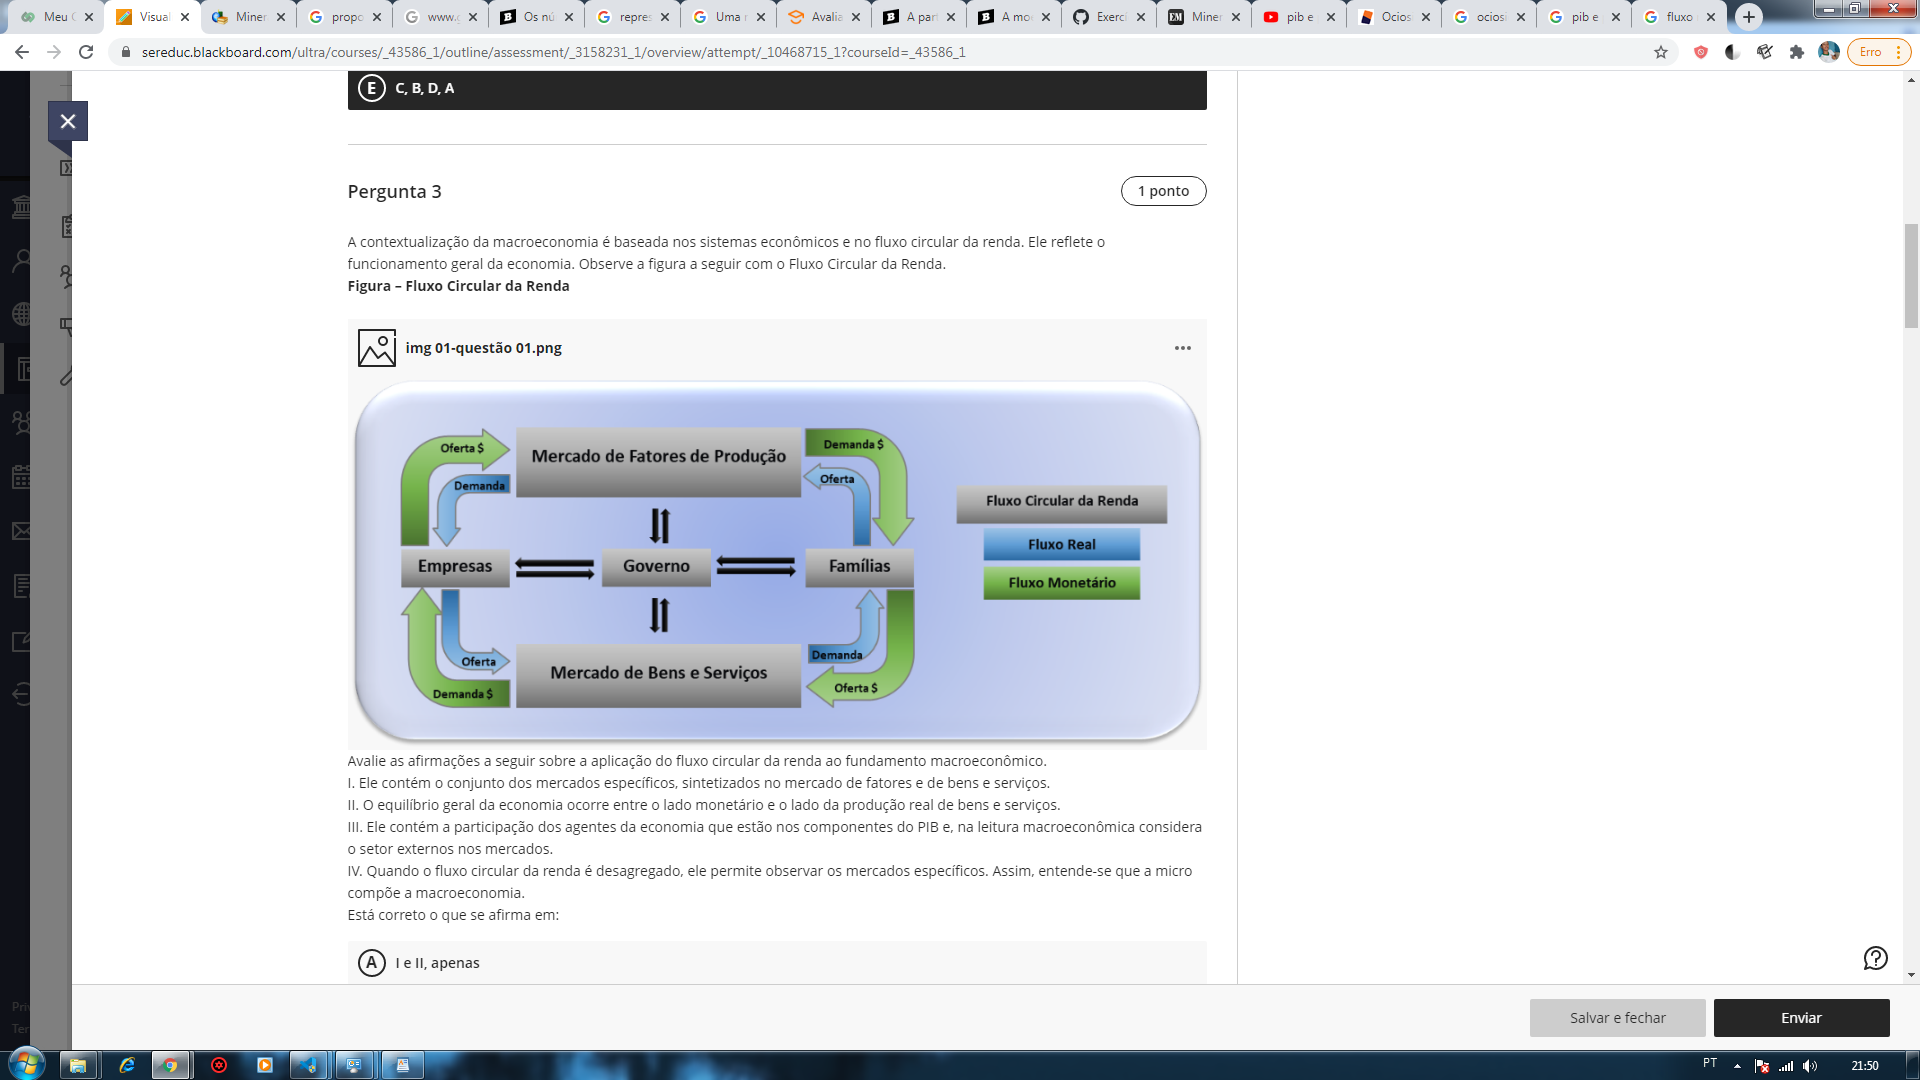 Meu C
Visual
Miner
propo
www.g
Os nú
repres
Uma r
Avalia
A part
A mo
Exerci
Miner
pib e
Ocios
ociosi
pib e
fluxo
sereduc.blackboard.com/ultra/courses/_43586_1/outline/assessment/_3158231_1/overview/attempt/_10468715_1?courseId=_43586_1
Erro
E C, B, D, A
Pergunta 3
1 ponto
A contextualização da macroeconomia é baseada nos sistemas econômicos e no fluxo circular da renda. Ele reflete o
funcionamento geral da economia. Observe a figura a seguir com o Fluxo Circular da Renda.
Figura – Fluxo Circular da Renda
img 01-questão 01.png
Oferta $
Mercado de Fatores de Produção
Demanda $
Demanda
Oferta
Fluxo Circular da Renda
Fluxo Real
Fluxo Monetário
Empresas
Governo
Famílias
Oferta
Mercado de Bens e Serviços
Demanda
Demanda $
Oferta $
Avalie as afirmações a seguir sobre a aplicação do fluxo circular da renda ao fundamento macroeconômico.
I. Ele contém o conjunto dos mercados específicos, sintetizados no mercado de fatores e de bens e serviços.
II. O equilíbrio geral da economia ocorre entre o lado monetário e o lado da produção real de bens e serviços.
III. Ele contém a participação dos agentes da economia que estão nos componentes do PIB e, na leitura macroeconômica considera
o setor externos nos mercados.
IV. Quando o fluxo circular da renda é desagregado, ele permite observar os mercados específicos. Assim, entende-se que a micro
compõe a macroeconomia.
Está correto o que se afirma em:
A I e II, apenas
Pri
Ter
Salvar e fechar
Enviar
PT
21:50